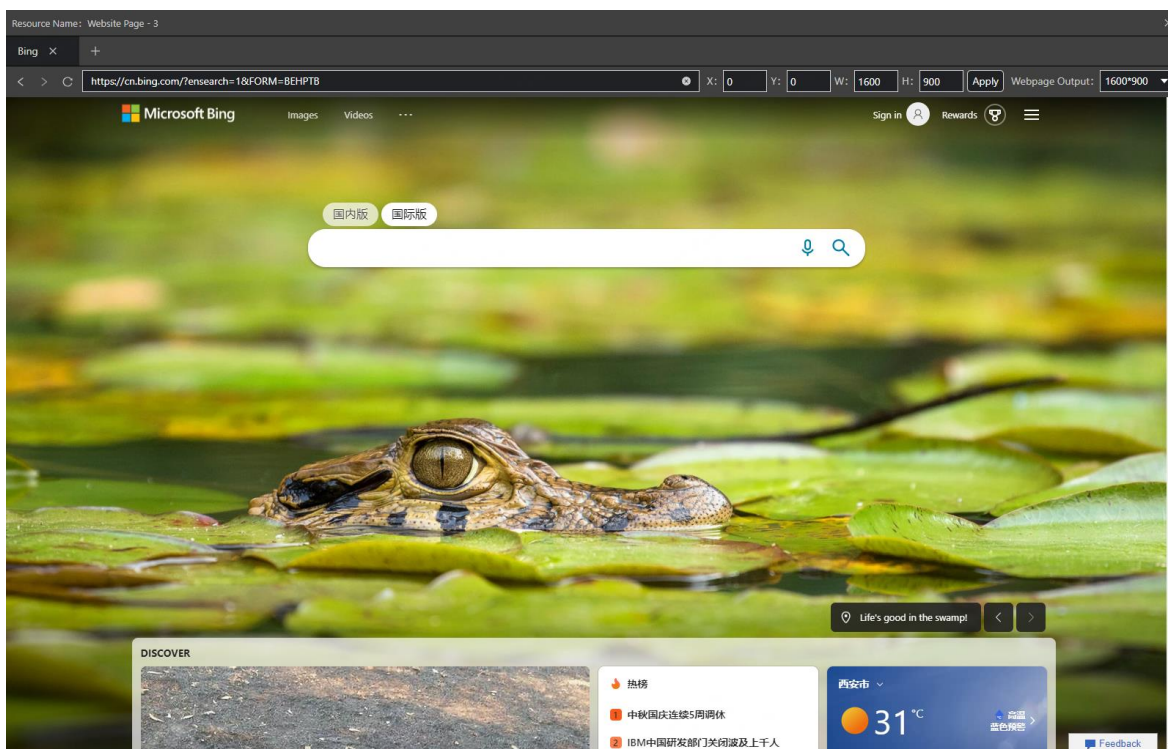 Resource Name: Website Page - 3
Bing
https://cn.bing.com/?ensearch=1&FORM=BEHPTB X: 0 Y: 0 W: 1600 H: 900 Apply Webpage Output: 1600*900
Microsoft Bing Images Videos ... Sign in Rewards
国内版 国际版
Life's good in the swamp!
DISCOVER
热榜
1 中秋国庆连续5周调休
2 IBM中国研发部门关闭波及上千人
西安市
31°C
高温
蓝色预警
Feedback